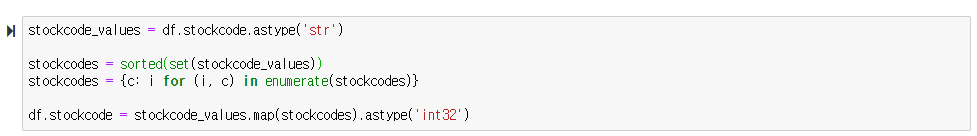 stockcode_values = df.stockcode.astype('str')
stockcodes = sorted(set(stockcode_values))
stockcodes = {c: i for (i, c) in enumerate(stockcodes)}
df.stockcode = stockcode_values.map(stockcodes).astype('int32')